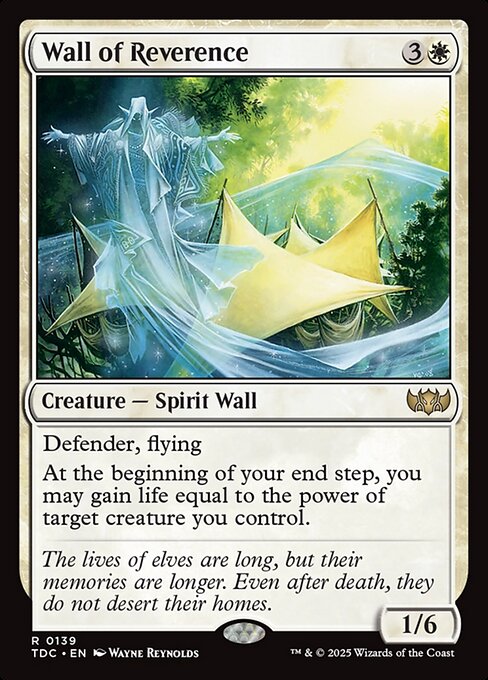 Wall of Reverence 3
Creature — Spirit Wall
Defender, flying
At the beginning of your end step, you
may gain life equal to the power of
target creature you control.
The lives of elves are long, but their
memories are longer. Even after death, they
do not desert their homes.
1/6
R 0139
TDC • EN Wayne Reynolds
™ & © 2025 Wizards of the Coast